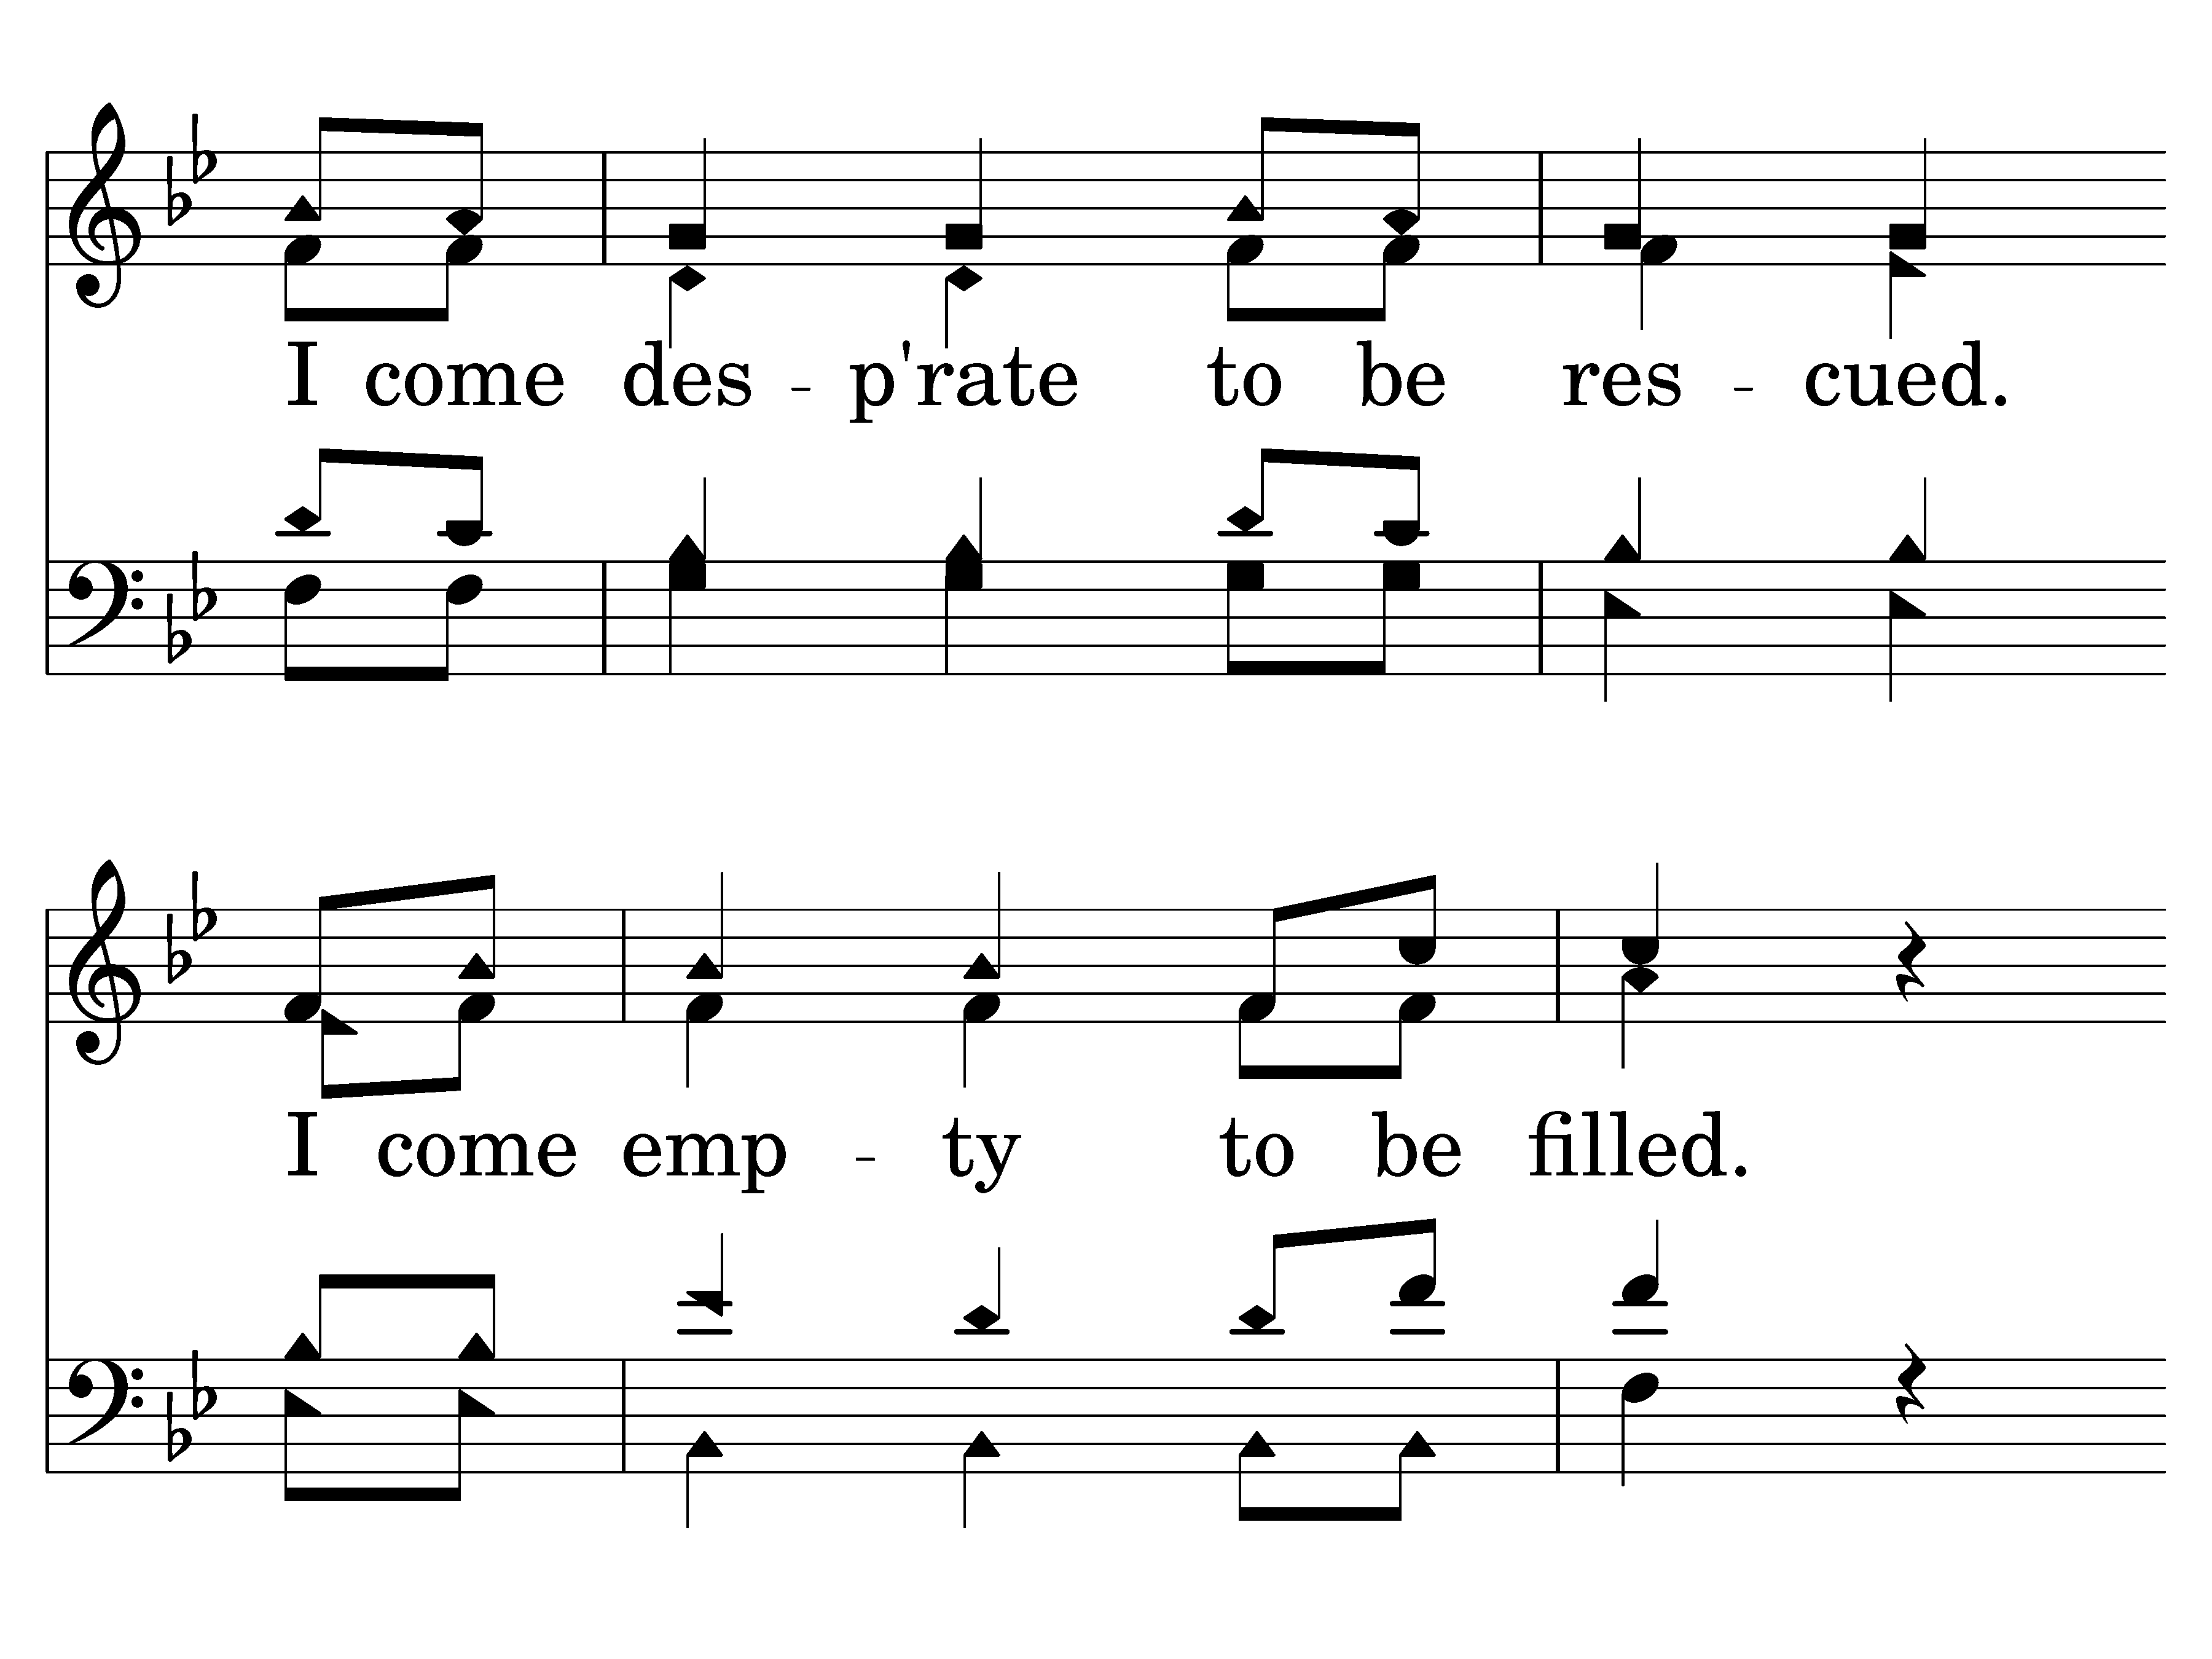 I come des - p'rate to be res - cued.
I come emp - ty to be filled.